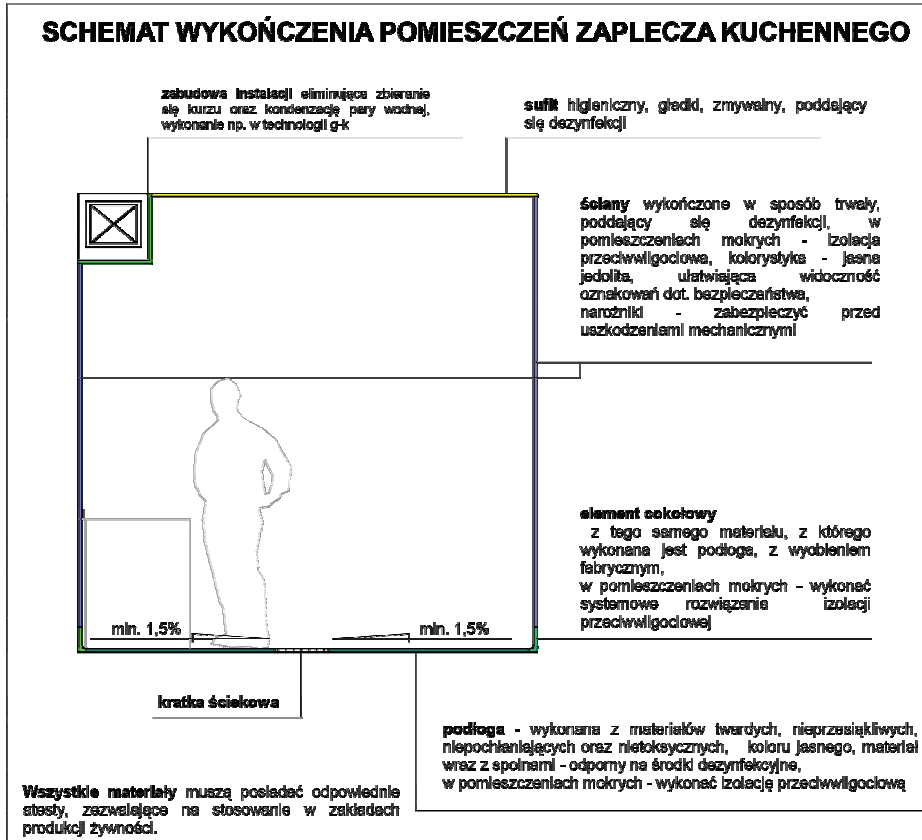 SCHEMAT WYKOŃCZENIA POMIESZCZEŃ ZAPLECZA KUCHENNEGO
zabudowa instalacji eliminująca zbieranie
się kurzu oraz kondenzację pary wodnej,
wykonanie np. w technologii g-k
sufit higieniczny, gładki, zmywalny, poddający
się dezynfekcji
ściany wykończone w sposób trwały,
poddający się dezynfekcji, w
pomieszczeniach mokrych - izolacja
przeciwwilgociowa, kolorystyka - jasna
jedolita, ułatwiająca widoczność
oznakowań dot. bezpieczeństwa,
narożniki - zabezpieczyć przed
uszkodzeniami mechanicznymi
element cokołowy
z tego samego materiału, z którego
wykonana jest podłoga, z wyobleniem
fabrycznym,
w pomieszczeniach mokrych - wykonać
systemowe rozwiązania izolacji
przeciwwilgociowej
min. 1,5%
min. 1,5%
kratka ściekowa
podłoga - wykonana z materiałów twardych, nieprzesiąkliwych,
niepochłaniających oraz nietoksycznych, koloru jasnego, materiał
wraz z spoinami - odporny na środki dezynfekcyjne,
w pomieszczeniach mokrych - wykonać izolację przeciwwilgociową
Wszystkie materiały muszą posiadać odpowiednie
atesty, zezwalające na stosowanie w zakładach
produkcji żywności.